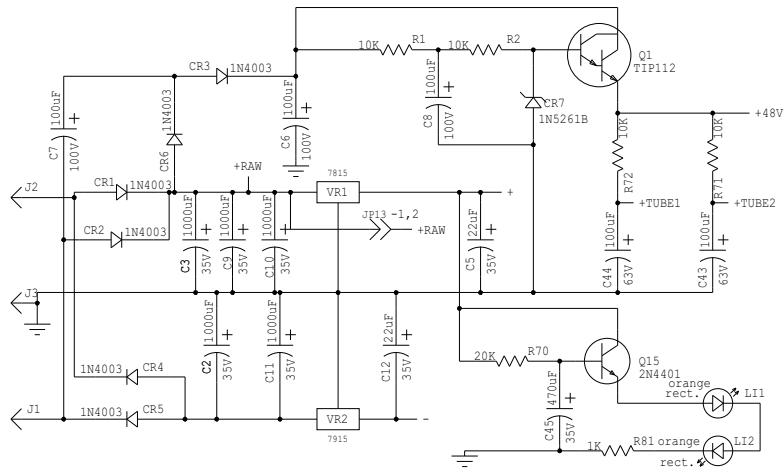 R1
10K
10K
R2
Q1
TIP112
CR3
1N4003
100uF
C7
100V
1N4003
CR6
100uF
C6
100V
100uF
C8
100V
CR7
1N5261B
+48V
10K
R72
10K
R71
J2
CR1
1N4003
+RAW
7815
VR1
+
JP13
-1,2
+RAW
+TUBE1
+TUBE2
CR2
1N4003
1000uF
C3
35V
1000uF
C9
35V
1000uF
C10
35V
22uF
C5
35V
100uF
C44
63V
100uF
C43
63V
J3
1000uF
C2
35V
1000uF
C11
35V
22uF
C12
35V
1N4003
CR4
20K
R70
Q15
2N4401
470uF
C45
35V
orange
rect.
LI1
J1
1N4003
CR5
VR2
7915
-
1K
R81
orange
rect.
LI2